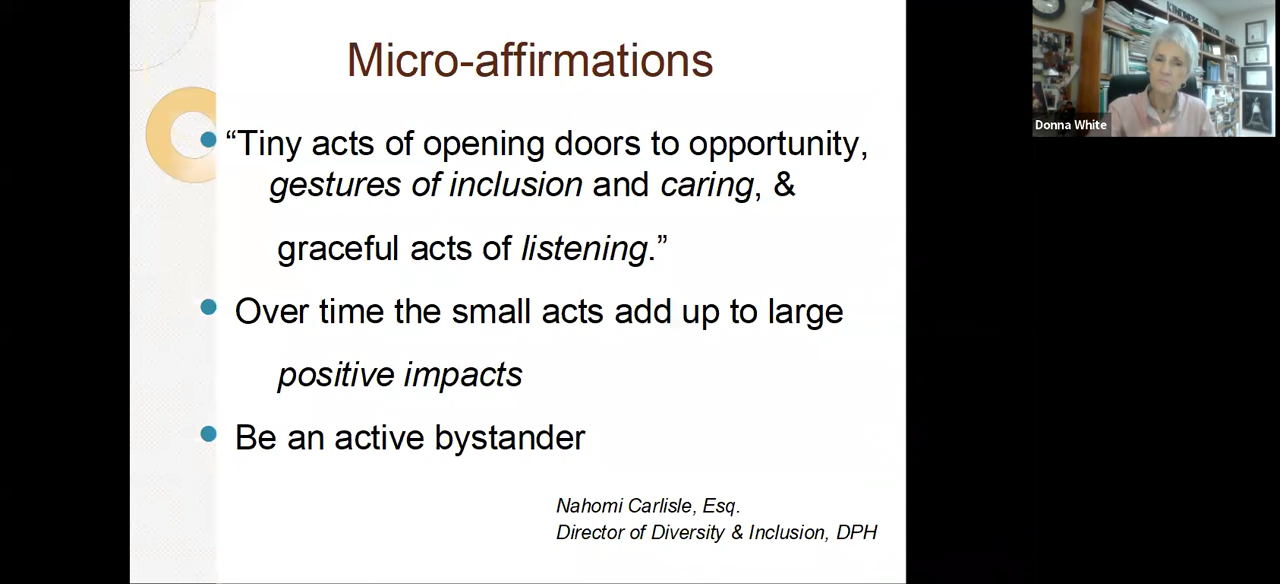 Micro-affirmations
“Tiny acts of opening doors to opportunity,
gestures of inclusion and caring, &
graceful acts of listening.”
Over time the small acts add up to large
positive impacts
Be an active bystander
Nahomi Carlisle, Esq.
Director of Diversity & Inclusion, DPH
KINDNESS
Donna White